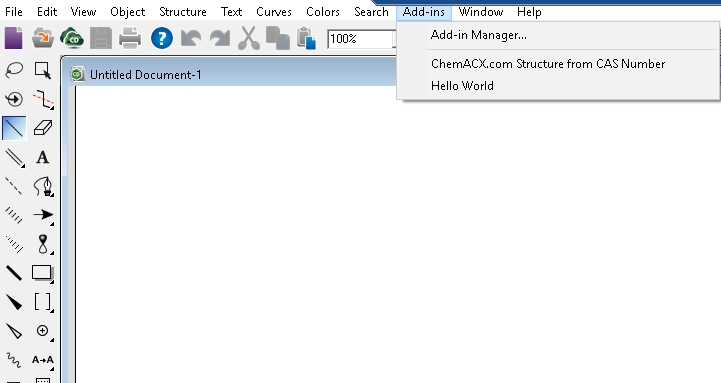 File Edit View Object Structure Text Curves Colors Search Add-ins Window Help
CD 100%
Add-in Manager...
ChemACX.com Structure from CAS Number
Untitled Document-1
Hello World
A
A A